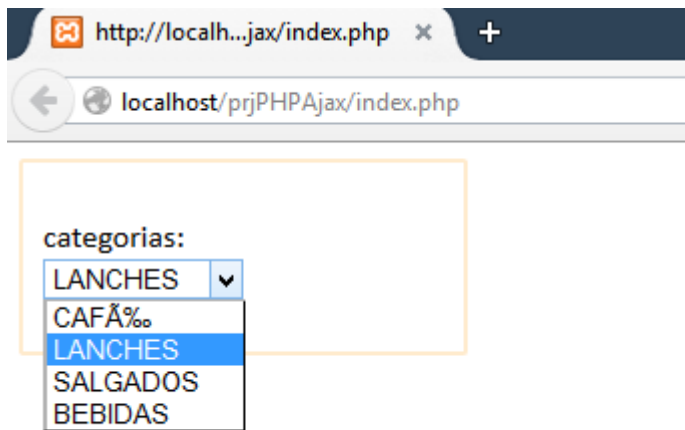 http://localh...jax/index.php
localhost/prjPHPAjax/index.php
categorias:
LANCHES
CAFÃ‰
LANCHES
SALGADOS
BEBIDAS